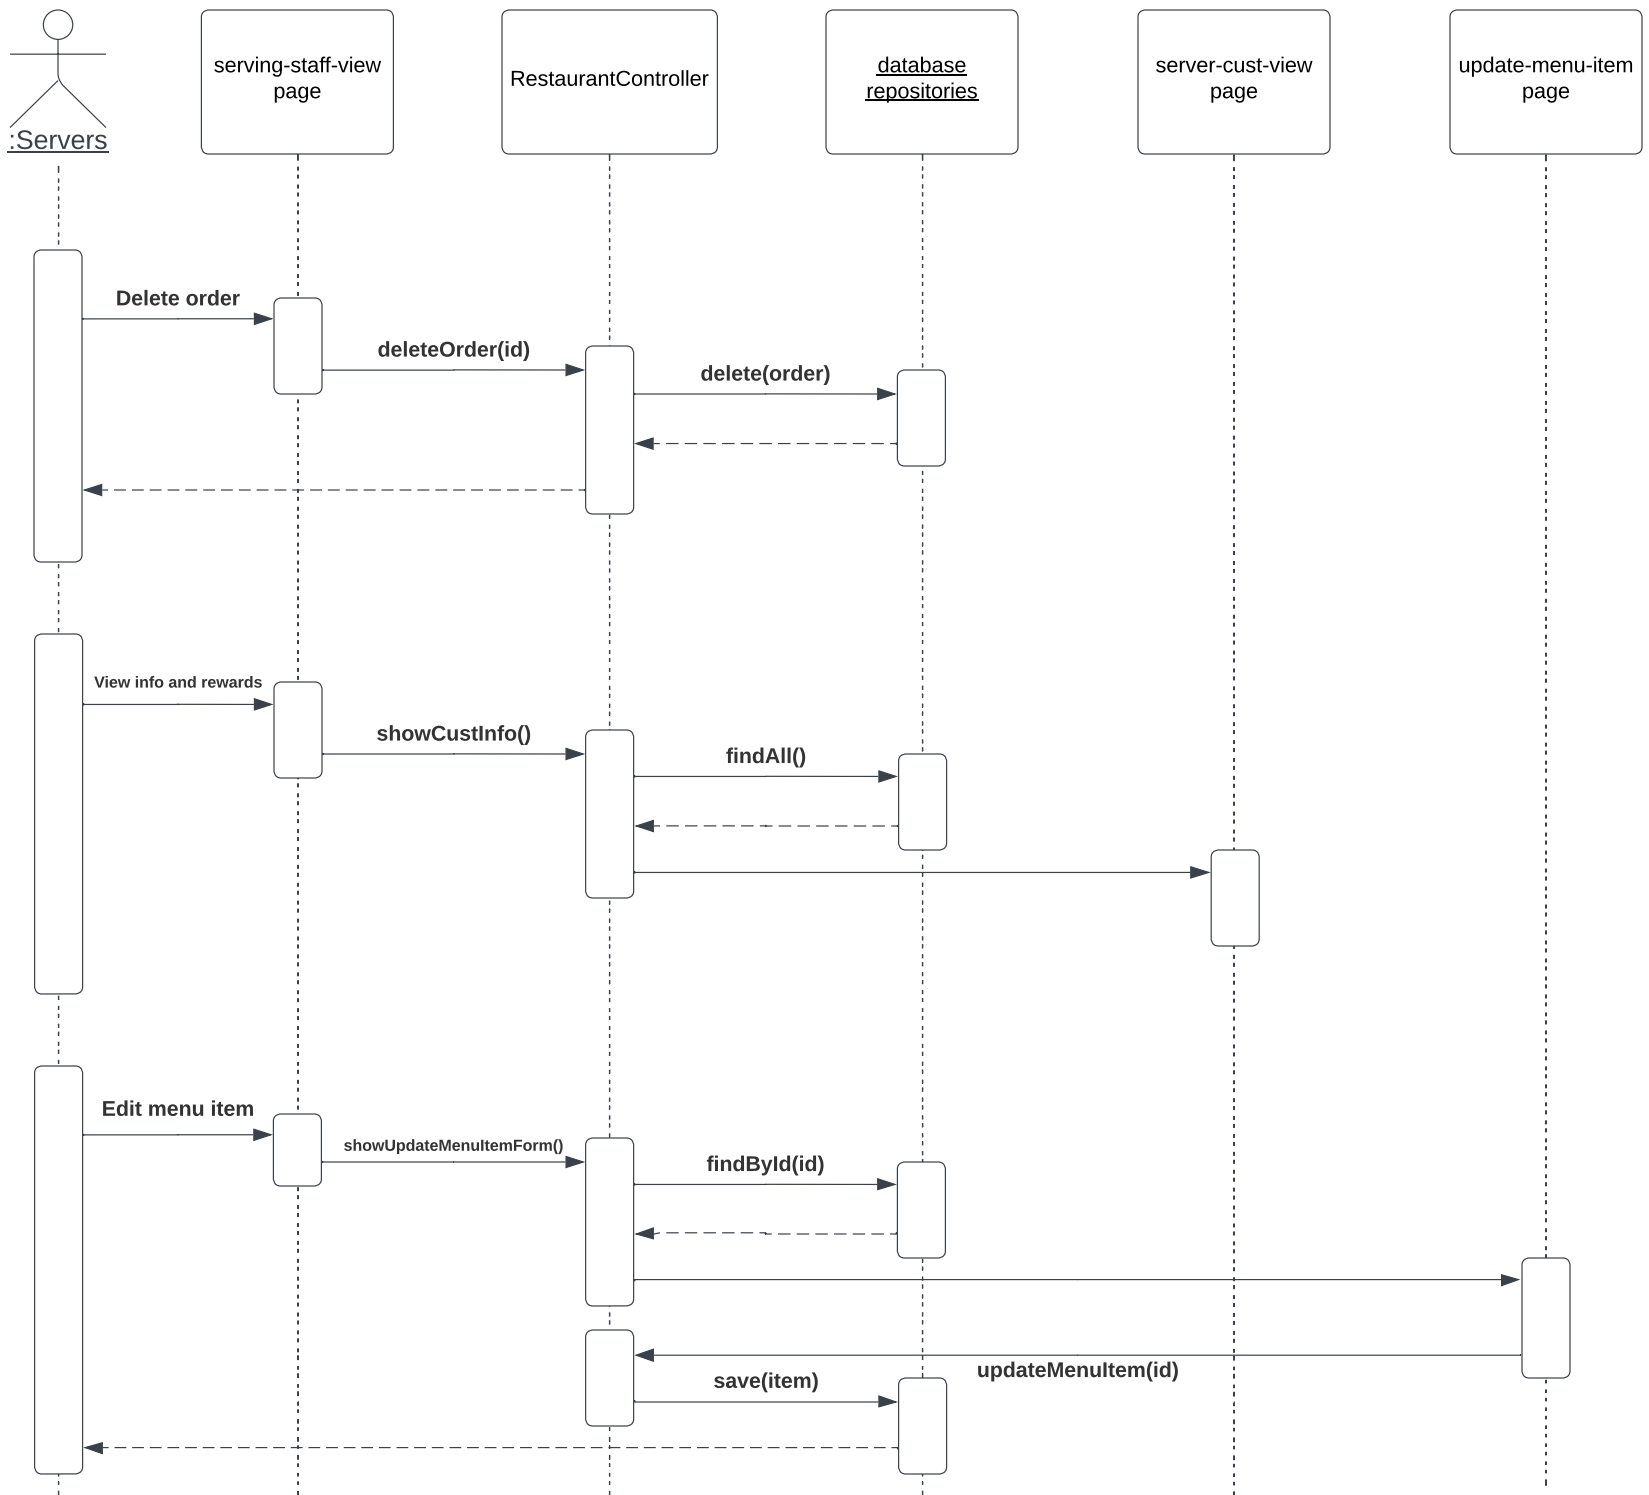 :Servers
serving-staff-view
page
RestaurantController
database
repositories
server-cust-view
page
update-menu-item
page
Delete order
deleteOrder(id)
delete(order)
View info and rewards
showCustInfo()
findAll()
Edit menu item
showUpdateMenuItemForm()
findById(id)
updateMenuItem(id)
save(item)